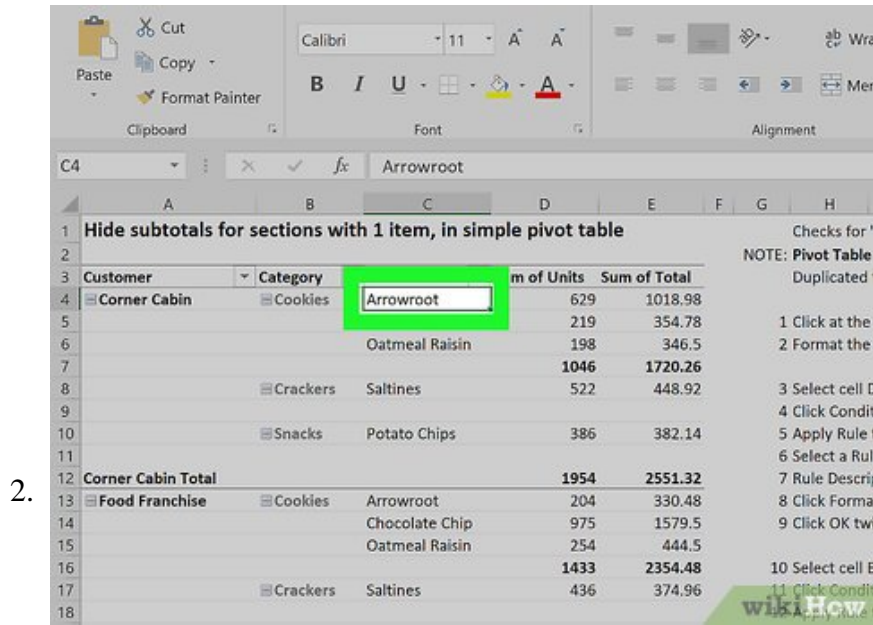 Cut
Copy
Paste
Format Painter
Clipboard
Calibri 11 A A
B I U A
Font
ab Wra
Mer
Alignment
C4 fx Arrowroot
A B C D E F G H
1 Hide subtotals for sections with 1 item, in simple pivot table Checks for
2 NOTE: Pivot Table
3 Customer Category m of Units Sum of Total Duplicated
4 Corner Cabin Cookies Arrowroot 629 1018.98
5 219 354.78 1 Click at the
6 Oatmeal Raisin 198 346.5 2 Format the
7 1046 1720.26
8 Crackers Saltines 522 448.92 3 Select cell D
9 4 Click Condit
10 Snacks Potato Chips 386 382.14 5 Apply Rule
11 6 Select a Rul
12 Corner Cabin Total 1954 2551.32 7 Rule Descri
2.
13 Food Franchise Cookies Arrowroot 204 330.48 8 Click Forma
14 Chocolate Chip 975 1579.5 9 Click OK tw
15 Oatmeal Raisin 254 444.5
16 1433 2354.48 10 Select cell E
17 Crackers Saltines 436 374.96 11 Click Condit
18
wikiHow